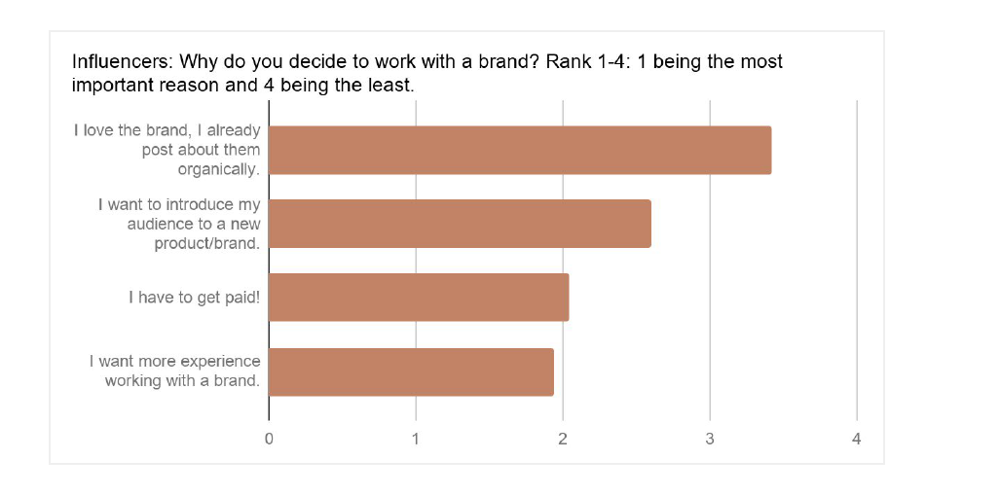 Influencers: Why do you decide to work with a brand? Rank 1-4: 1 being the most
important reason and 4 being the least.
I love the brand, I already
post about them
organically.
I want to introduce my
audience to a new
product/brand.
I have to get paid!
I want more experience
working with a brand.
0 1 2 3 4